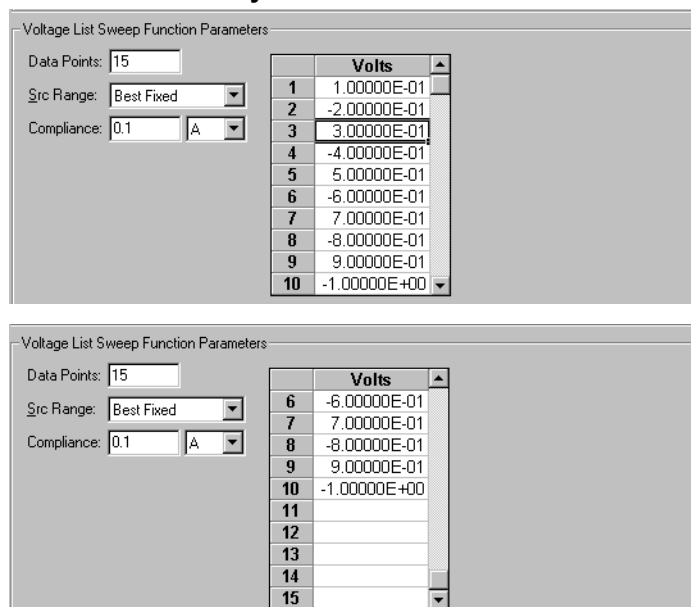 Voltage List Sweep Function Parameters
Data Points: 15
Src Range: Best Fixed
Compliance: 0.1 A
Volts
1 1.00000E-01
2 -2.00000E-01
3 3.00000E-01
4 -4.00000E-01
5 5.00000E-01
6 -6.00000E-01
7 7.00000E-01
8 -8.00000E-01
9 9.00000E-01
10 -1.00000E+00
Voltage List Sweep Function Parameters
Data Points: 15
Src Range: Best Fixed
Compliance: 0.1 A
Volts
6 -6.00000E-01
7 7.00000E-01
8 -8.00000E-01
9 9.00000E-01
10 -1.00000E+00
11
12
13
14
15